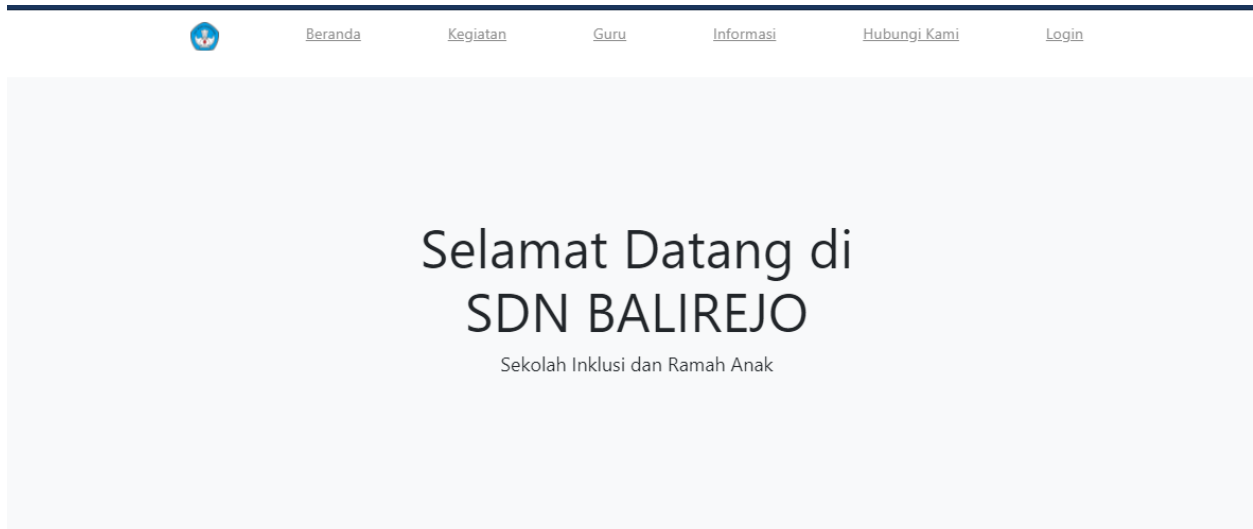 Beranda Kegiatan Guru Informasi Hubungi Kami Login
Selamat Datang di
SDN BALIREJO
Sekolah Inklusi dan Ramah Anak